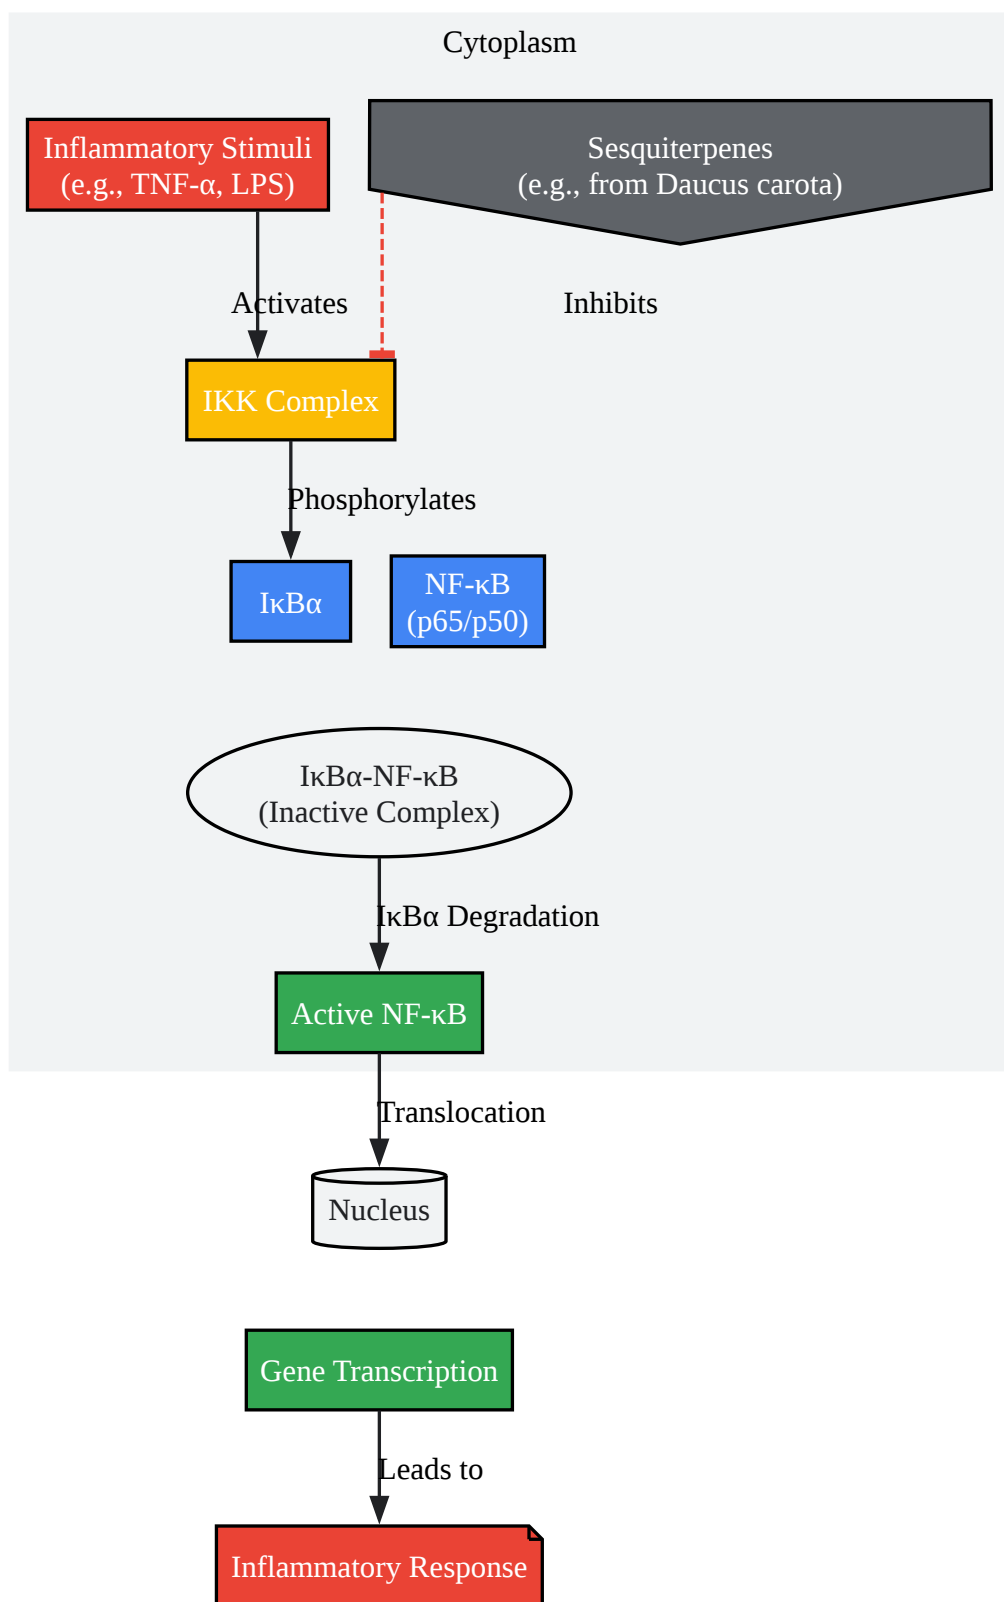 Cytoplasm
Inflammatory Stimuli
(e.g., TNF-α, LPS)
Sesquiterpenes
(e.g., from Daucus carota)
Activates
Inhibits
IKK Complex
Phosphorylates
IκBα
NF-κB
(p65/p50)
IκBα-NF-κB
(Inactive Complex)
IκBα Degradation
Active NF-κB
Translocation
Nucleus
Gene Transcription
Leads to
Inflammatory Response